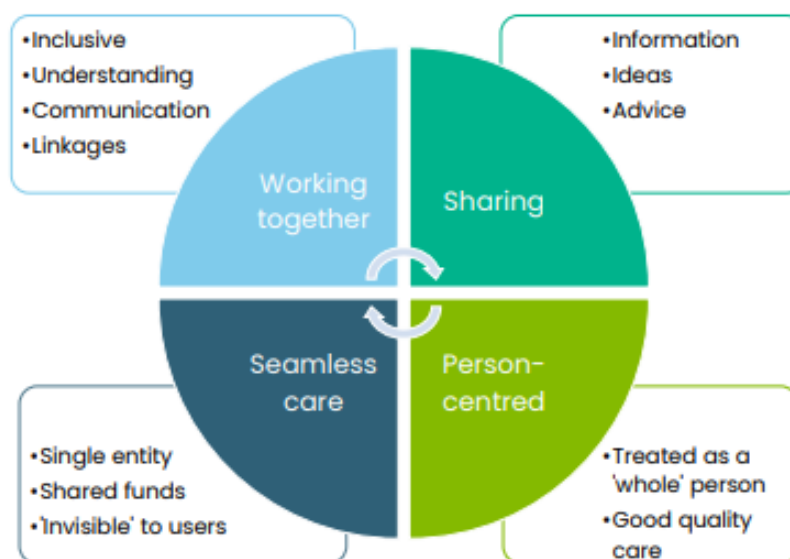 •Inclusive
•Understanding
•Communication
•Linkages
Working
together
•Information
•Ideas
•Advice
Sharing
Seamless
care
•Single entity
•Shared funds
•'Invisible' to users
Person-
centred
•Treated as a
'whole' person
•Good quality
care